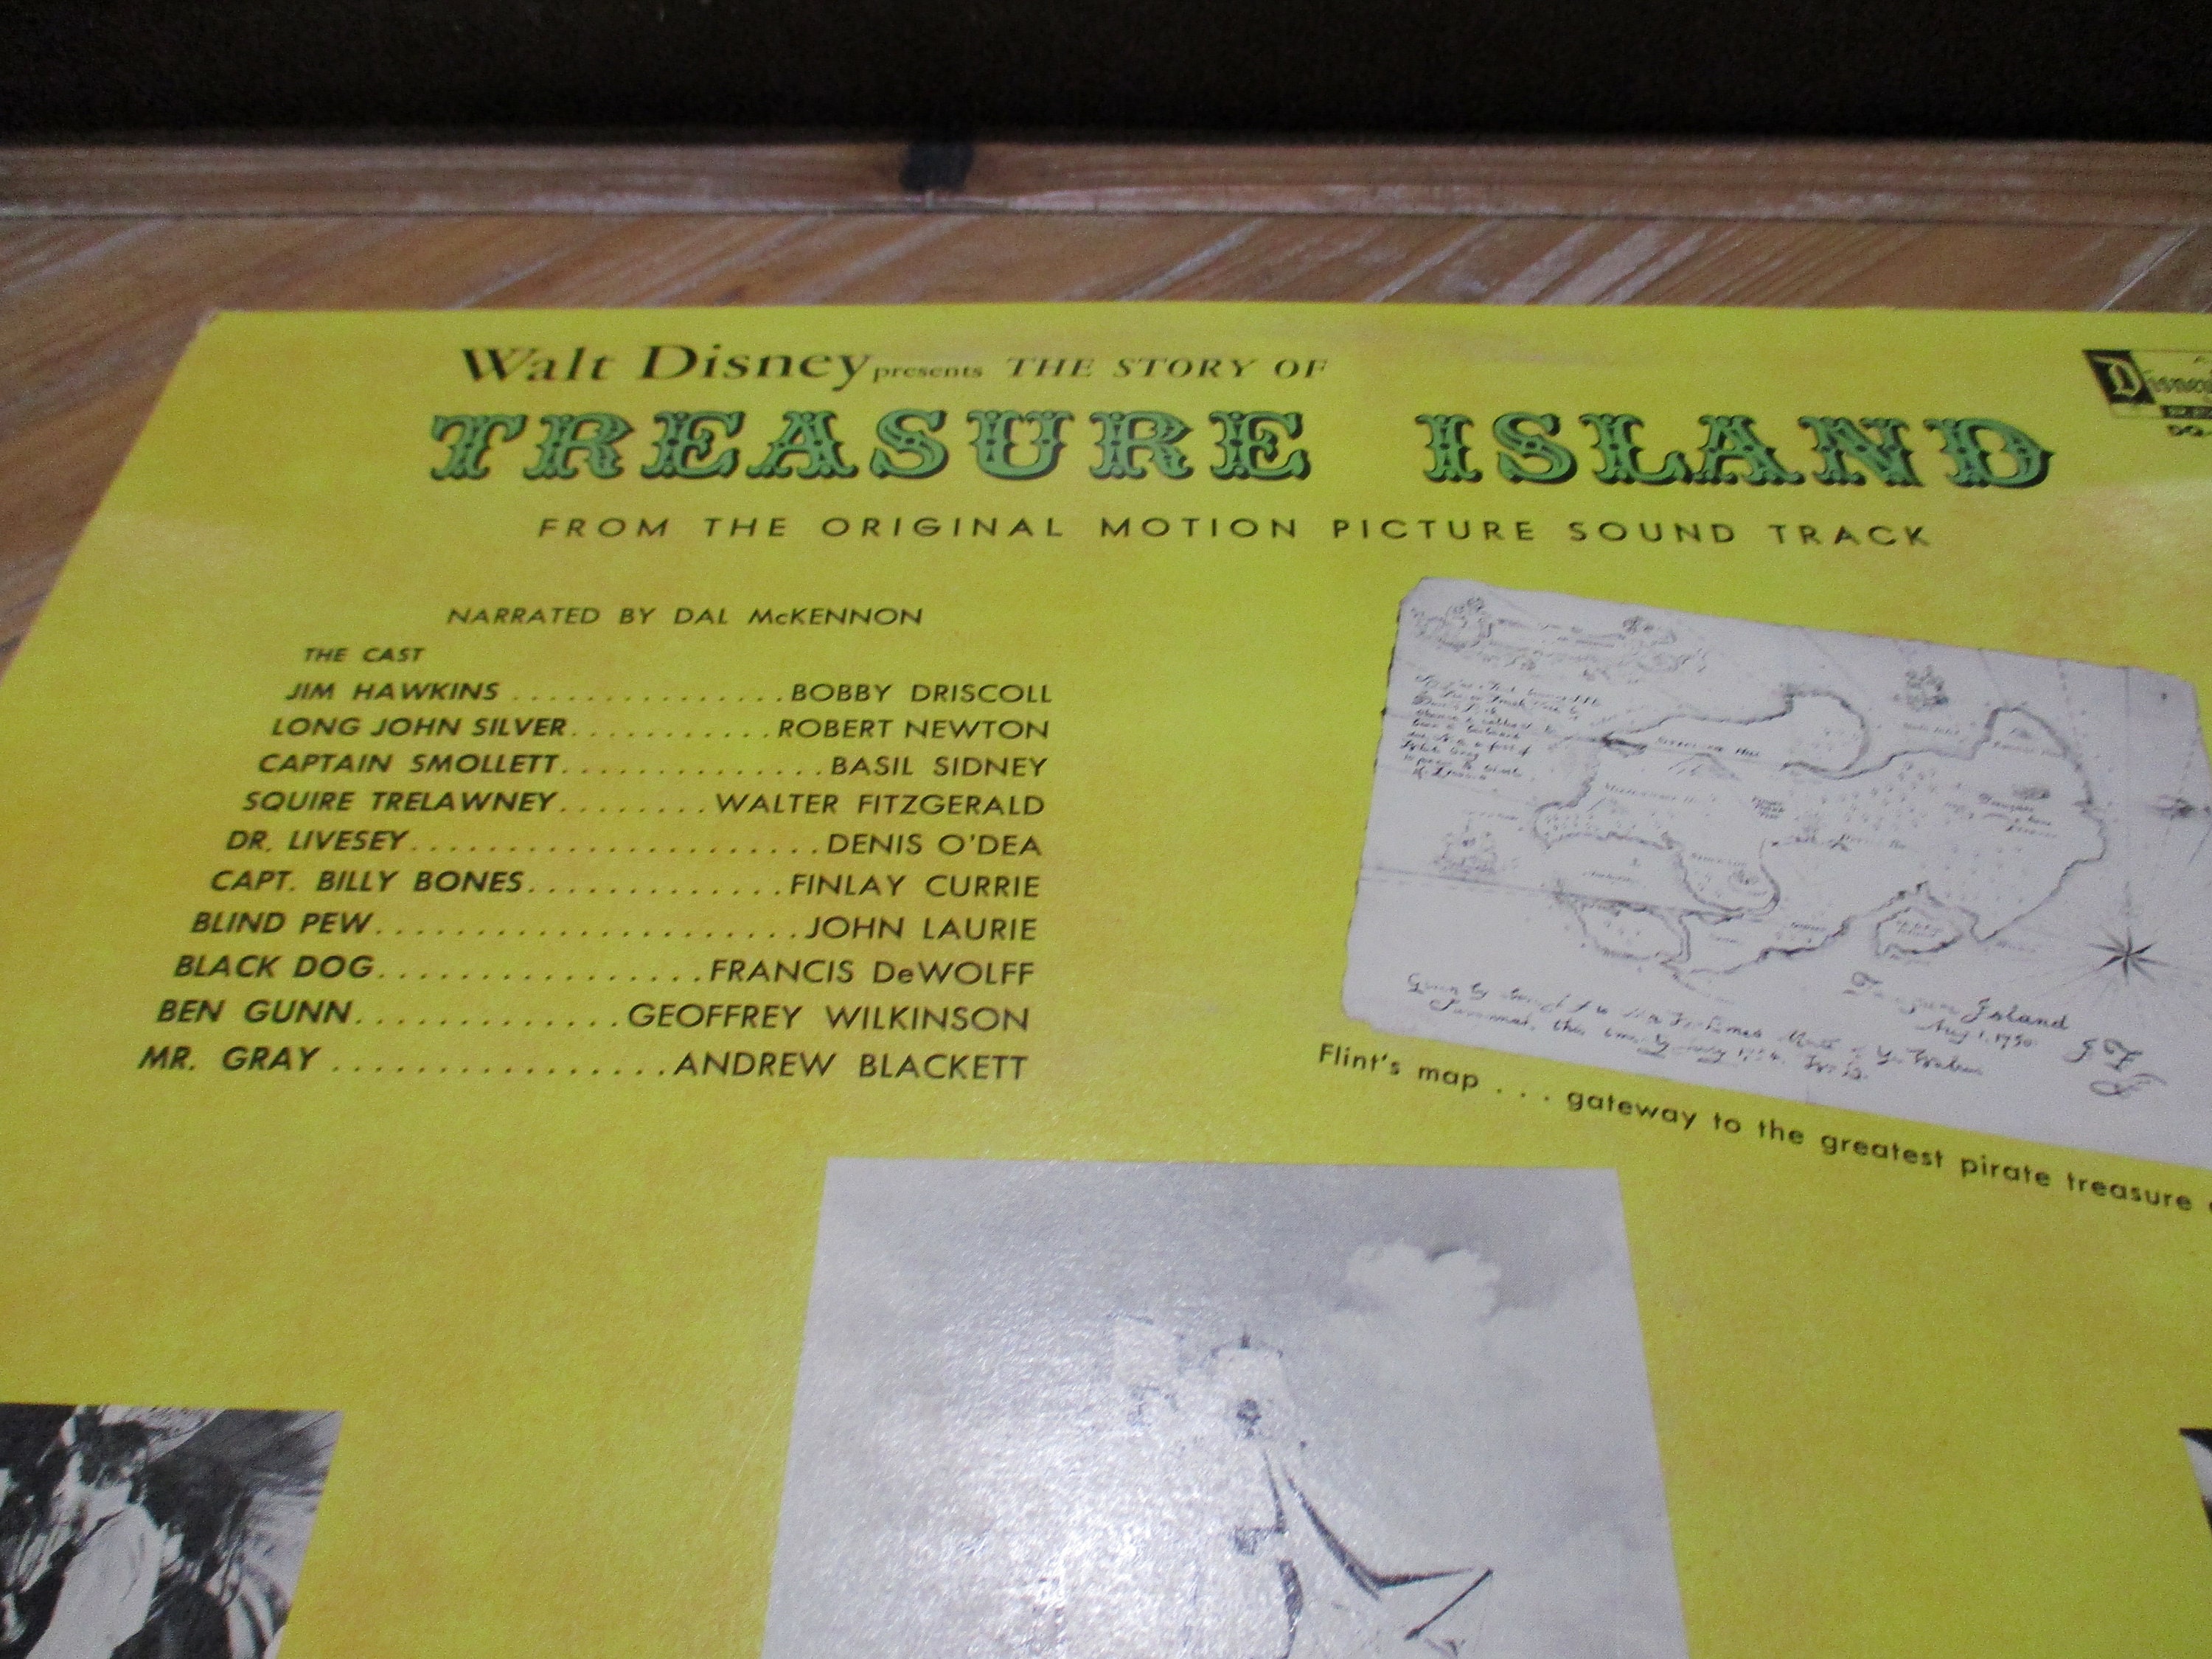 Walt Disney presents THE STORY OF
TREASURE ISLAND
FROM THE ORIGINAL MOTION PICTURE SOUND TRACK
NARRATED BY DAL McKENNON
THE CAST
JIM HAWKINS ............... BOBBY DRISCOLL
LONG JOHN SILVER........... ROBERT NEWTON
CAPTAIN SMOLLETT.............. BASIL SIDNEY
SQUIRE TRELAWNEY........ WALTER FITZGERALD
DR. LIVESEY...................... DENIS O'DEA
CAPT. BILLY BONES............. FINLAY CURRIE
BLIND PEW....................... JOHN LAURIE
BLACK DOG................. FRANCIS DeWOLFF
BEN GUNN............. GEOFFREY WILKINSON
MR. GRAY ................. ANDREW BLACKETT
Island
Aug 1. 1750
Flint's map . . . gateway to the greatest pirate treasure